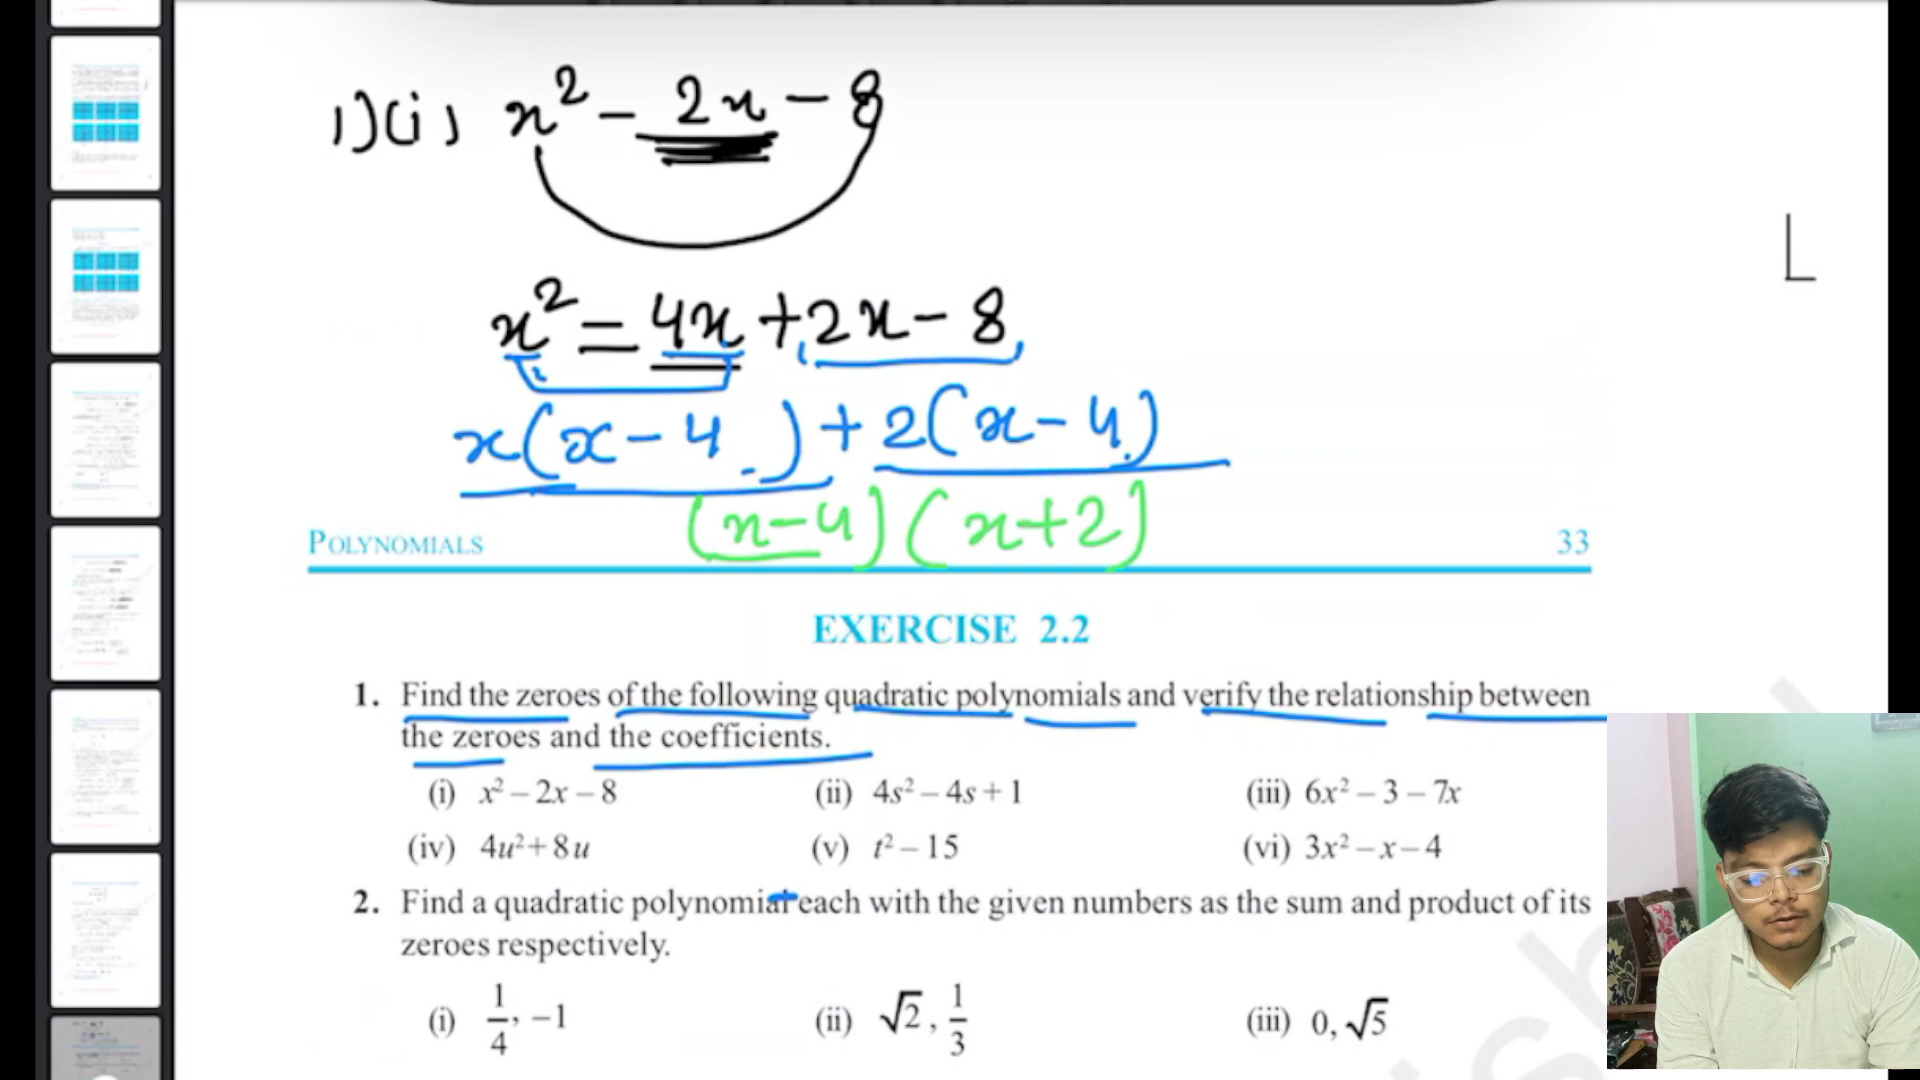 1)(i) x² - 2x - 8
x² = 4x + 2x - 8
x(x - 4) + 2(x - 4)
(x - 4)(x + 2)
POLYNOMIALS 33
EXERCISE 2.2
1. Find the zeroes of the following quadratic polynomials and verify the relationship between
the zeroes and the coefficients.
(i) x² – 2x – 8 (ii) 4s² – 4s + 1 (iii) 6x² – 3 – 7x
(iv) 4u² + 8u (v) t² – 15 (vi) 3x² – x – 4
2. Find a quadratic polynomial each with the given numbers as the sum and product of its
zeroes respectively.
(i) 1/4, –1 (ii) √2, 1/3 (iii) 0, √5